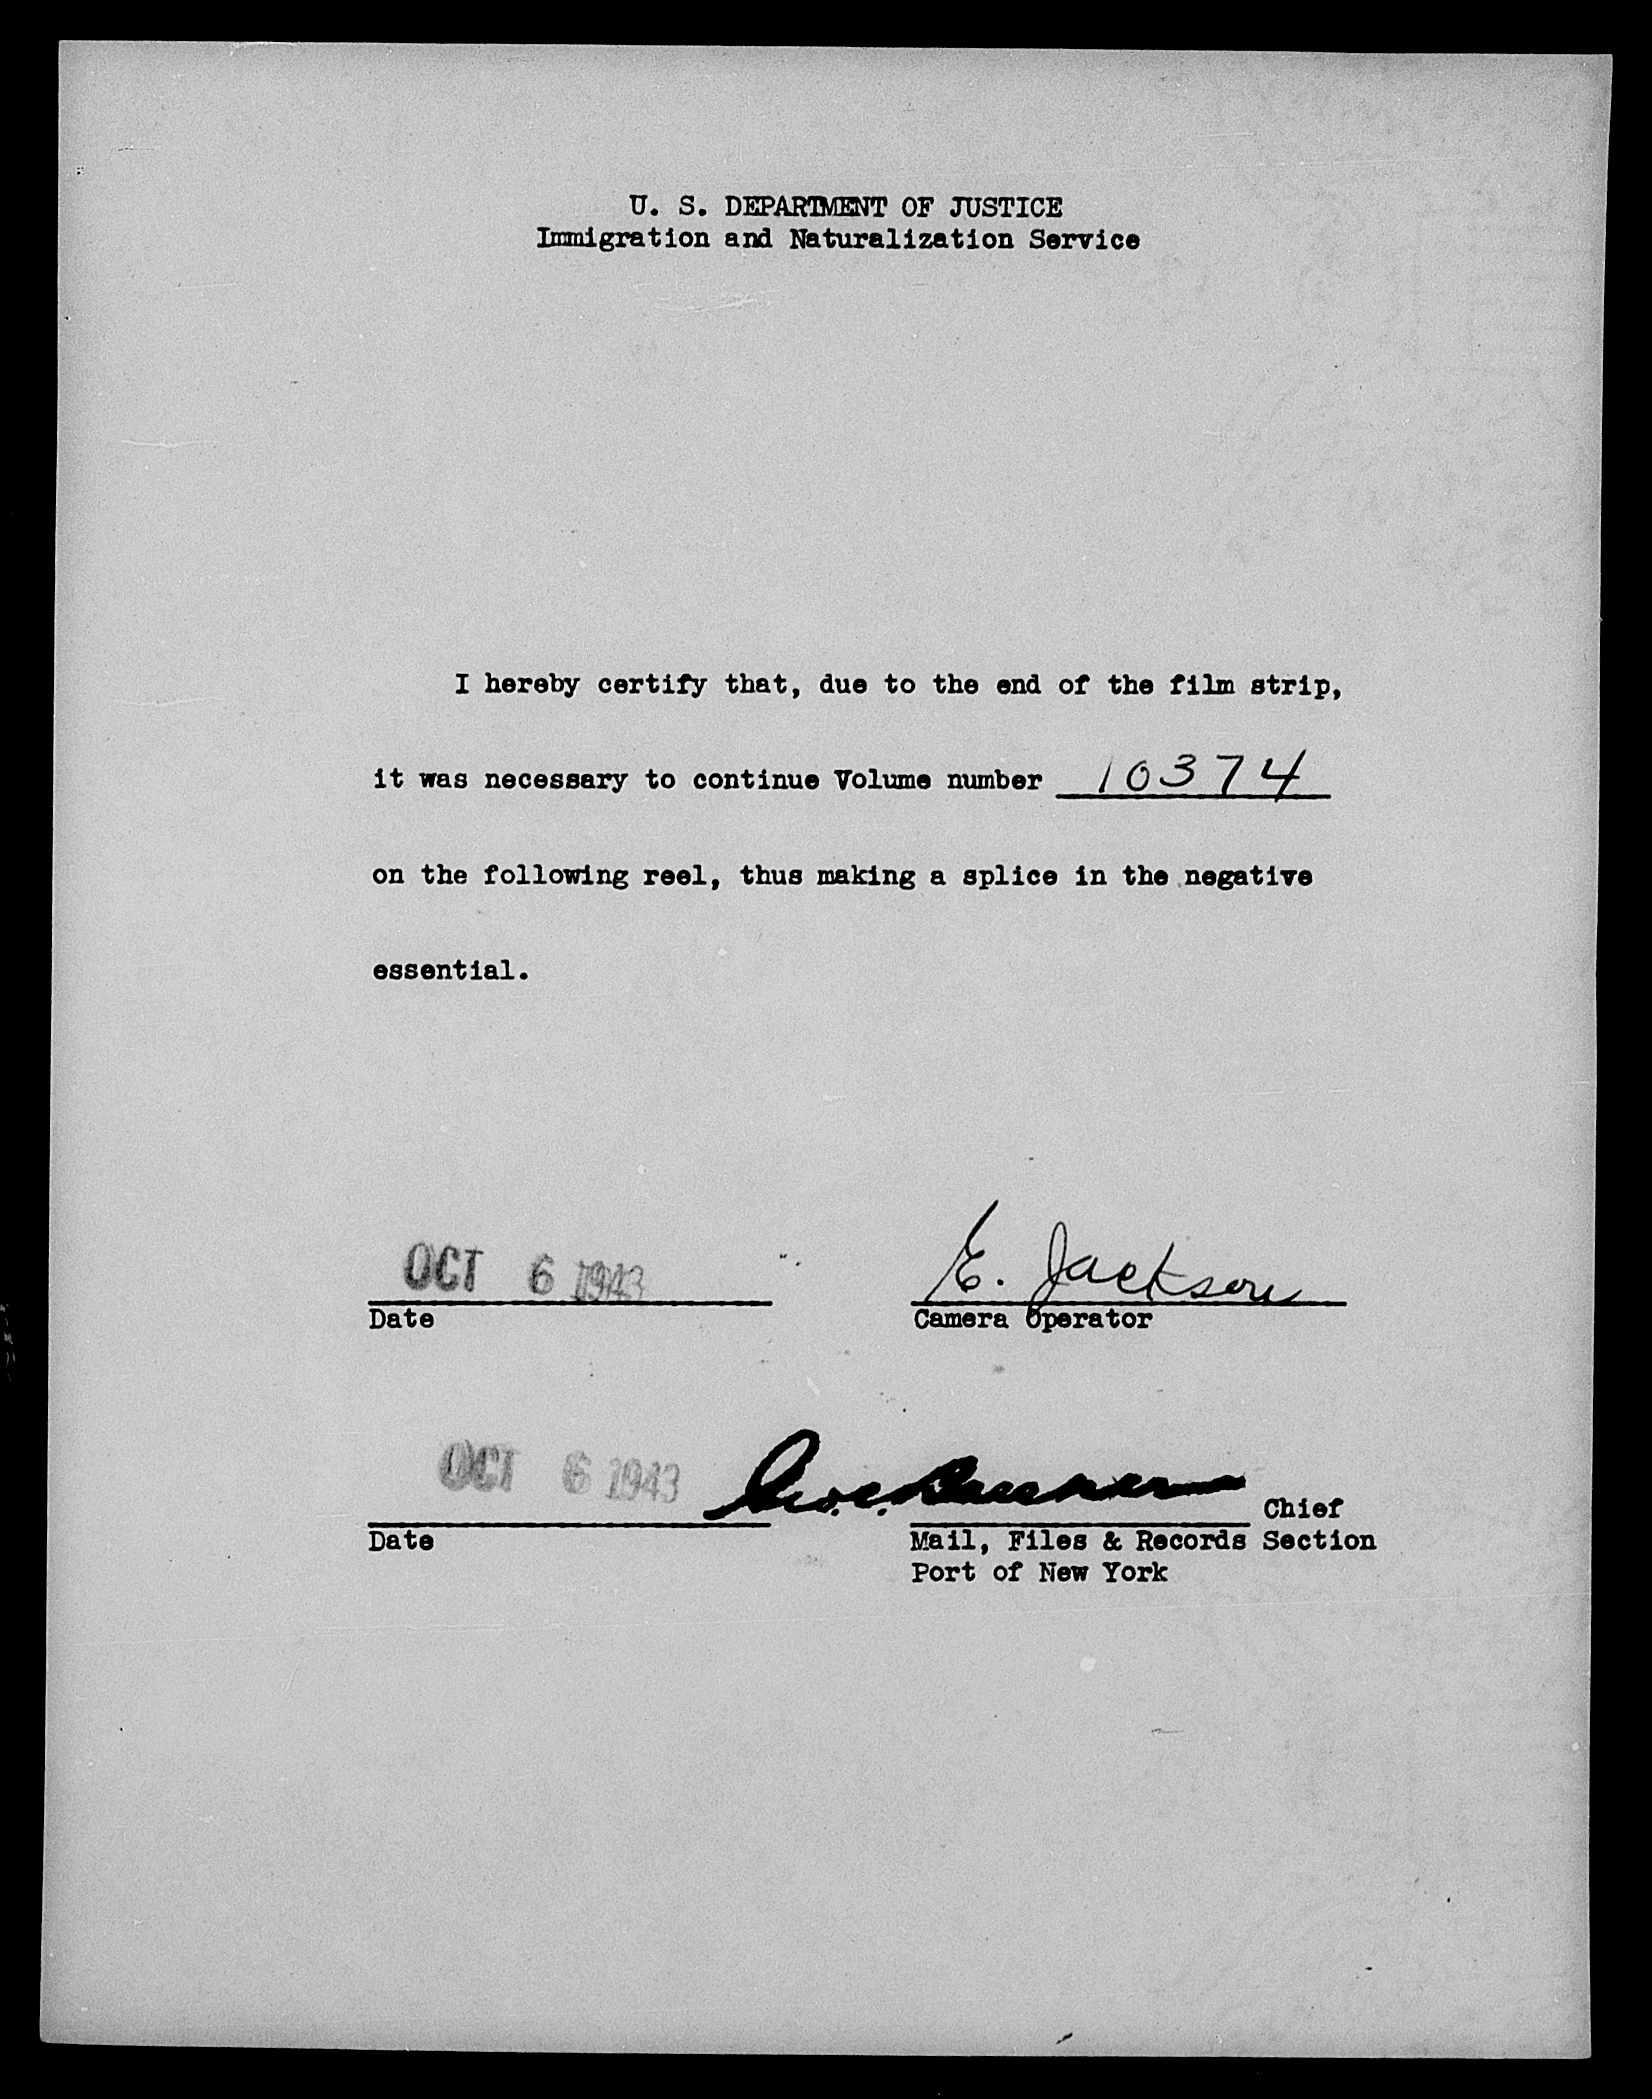 U. S. DEPARTMENT OF JUSTICE
Immigration and Naturalization Service
I hereby certify that, due to the end of the film strip,
it was necessary to continue Volume number 10374
on the following reel, thus making a splice in the negative
essential.
OCT 6 1943 E. Jackson
Date Camera Operator
OCT 6 1943 Chief
Date Mail, Files & Records Section
Port of New York